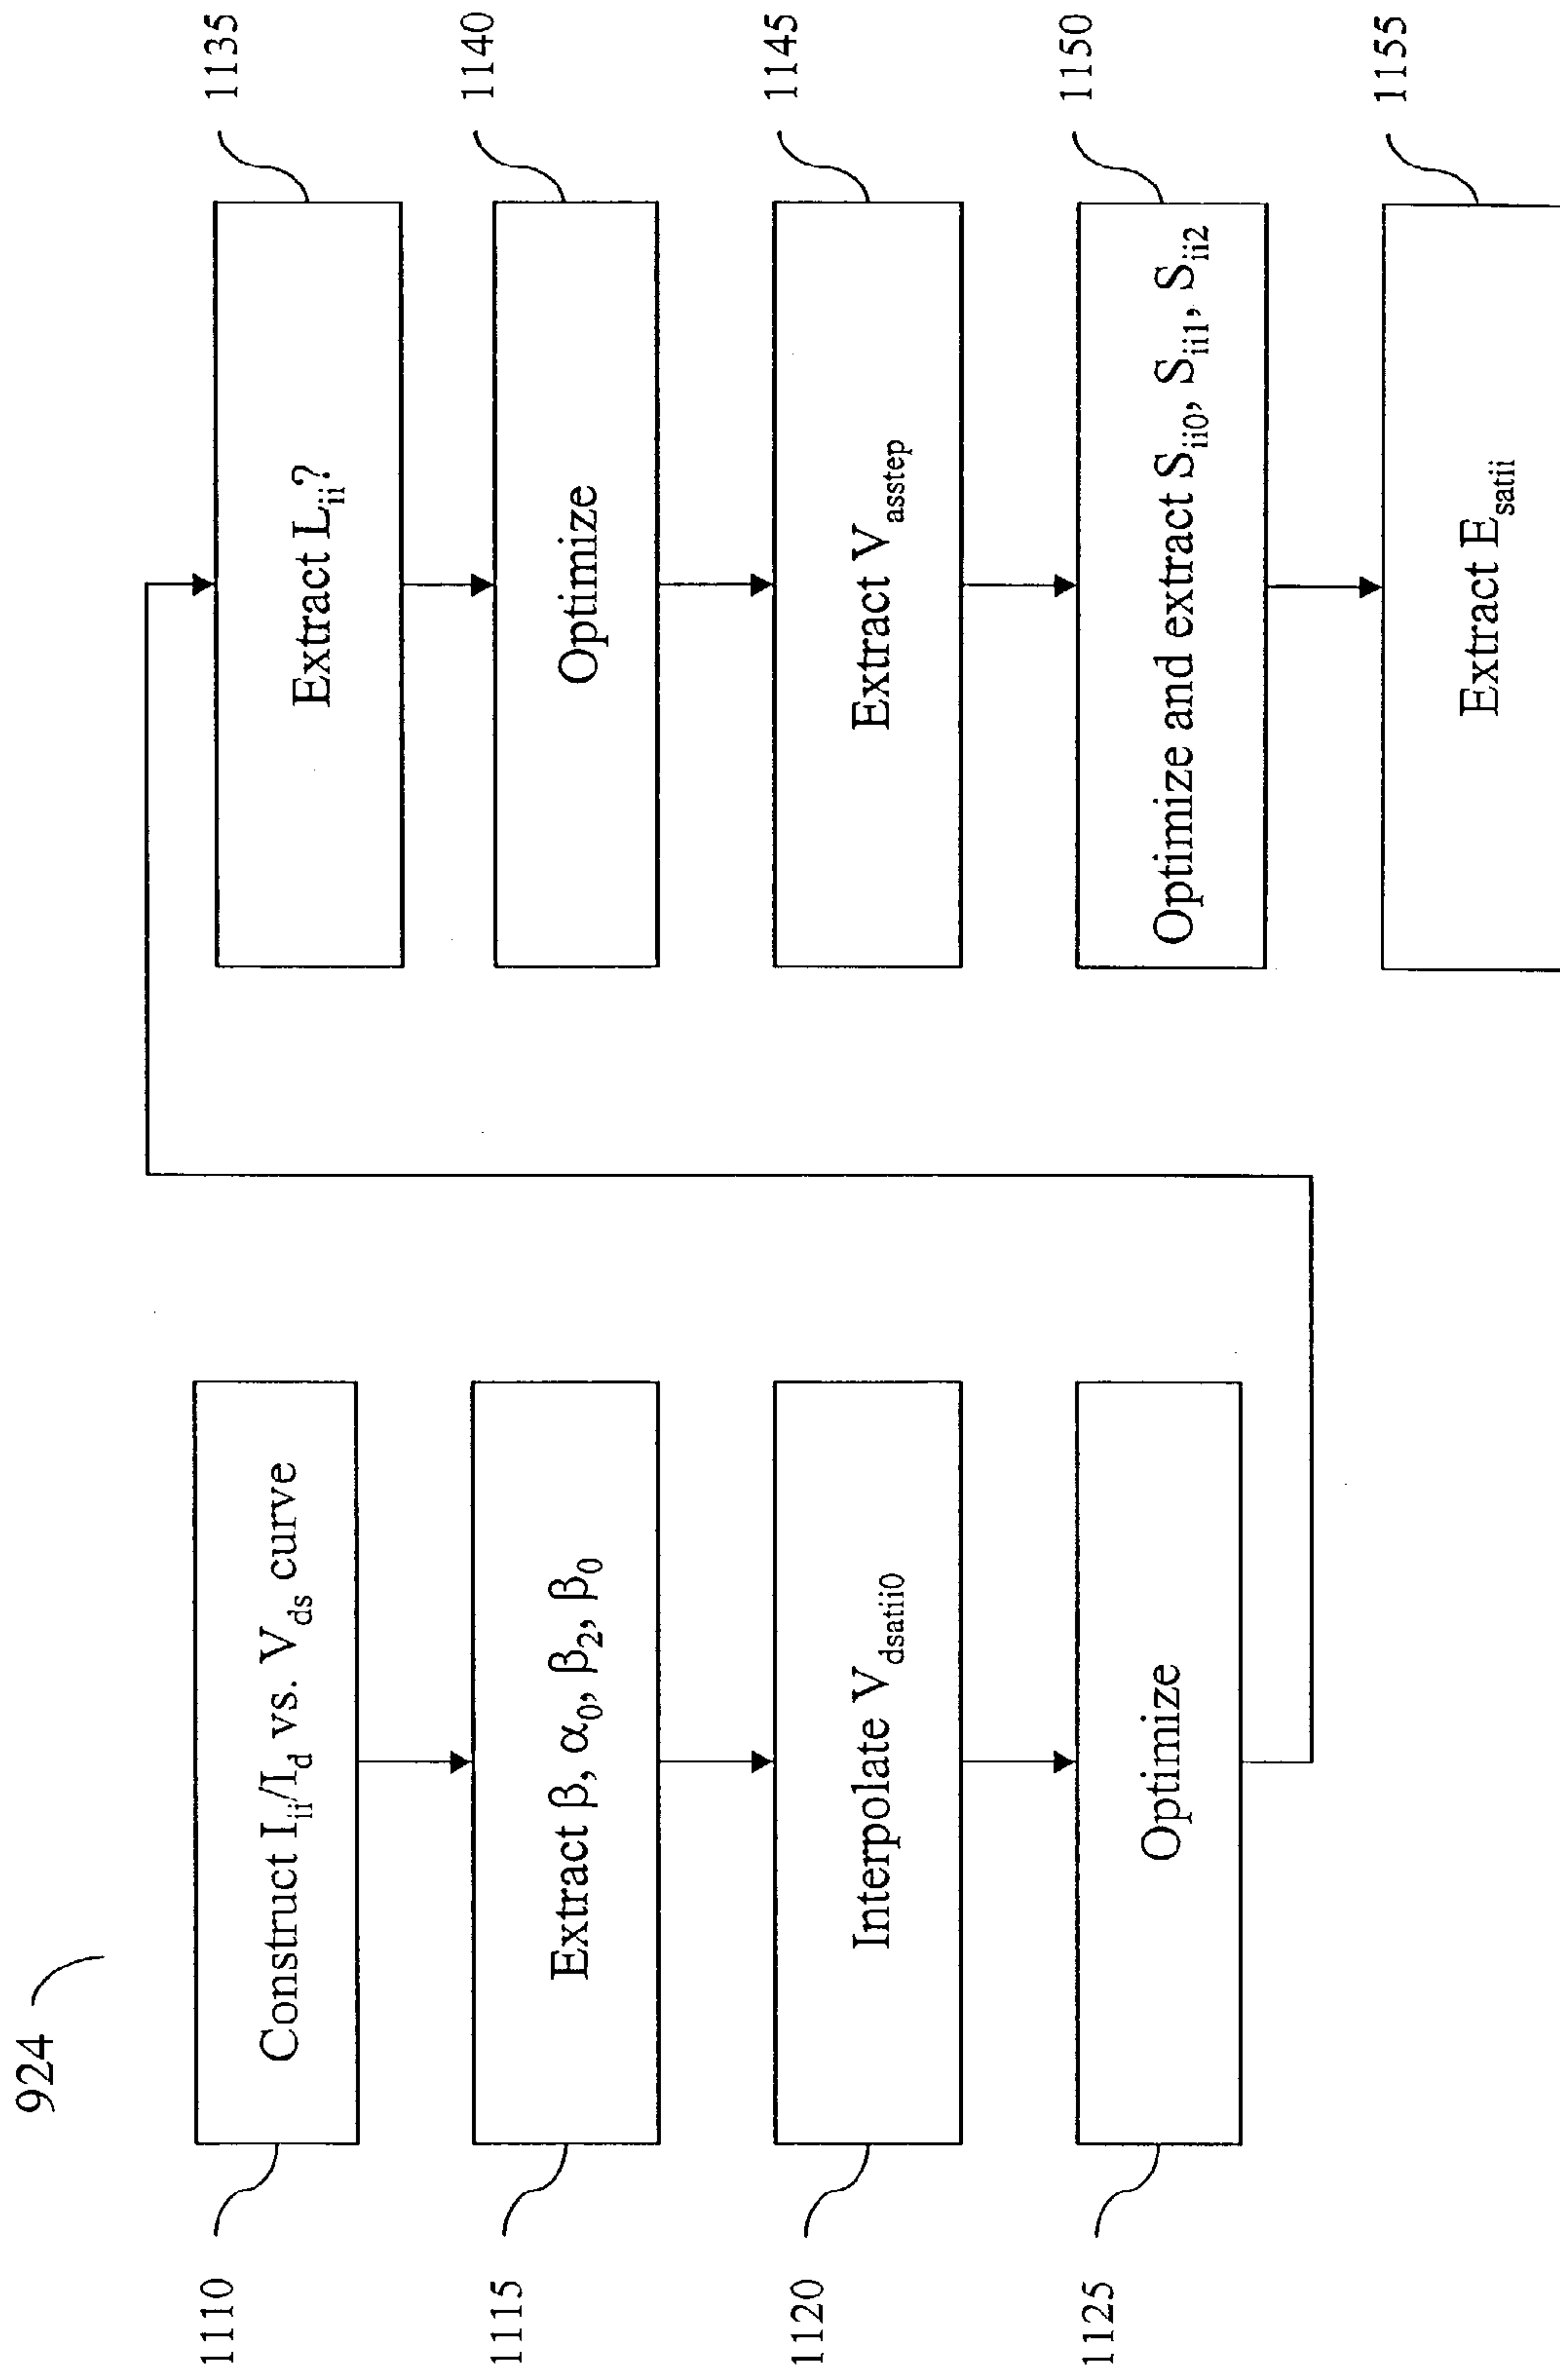 924
1110
Construct I_ii/I_d vs. V_ds curve
1115
Extract β, α_0, β_2, β_0
1120
Interpolate V_dsatii0
1125
Optimize
Extract L_ii?
1135
Optimize
1140
Extract V_asstep
1145
Optimize and extract S_ii0, S_ii1, S_ii2
1150
Extract E_satii
1155